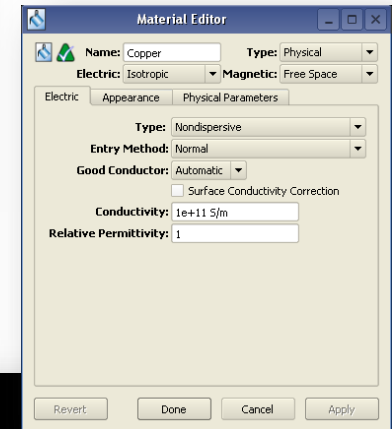 Material Editor
Name: Copper Type: Physical
Electric: Isotropic Magnetic: Free Space
Electric Appearance Physical Parameters
Type: Nondispersive
Entry Method: Normal
Good Conductor: Automatic
Surface Conductivity Correction
Conductivity: 1e+11 S/m
Relative Permittivity: 1
Revert Done Cancel Apply